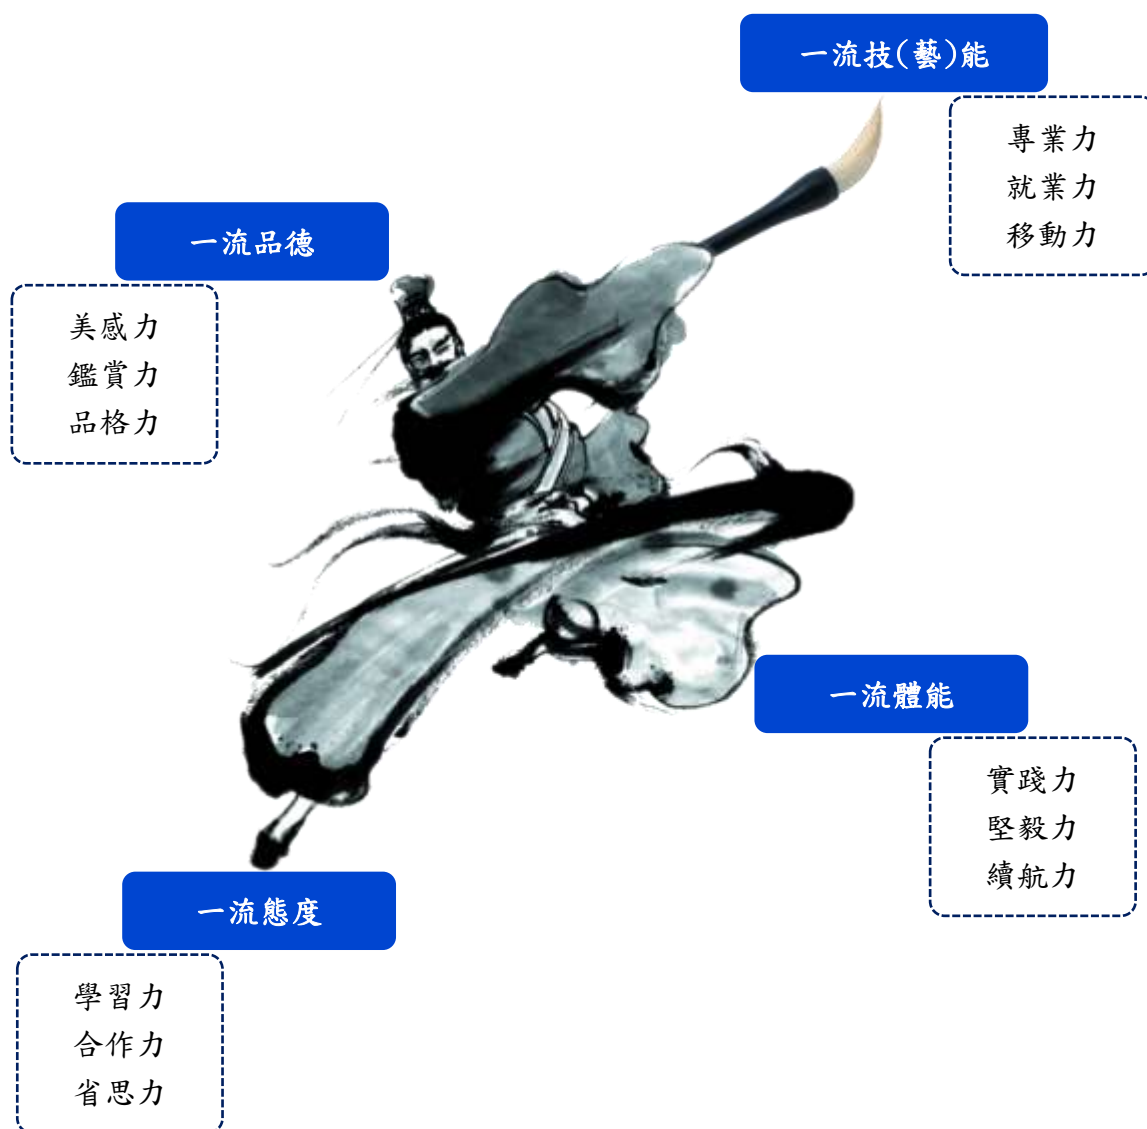 一流技(藝)能
專業力
就業力
移動力
一流品德
美感力
鑑賞力
品格力
一流體能
實踐力
堅毅力
續航力
一流態度
學習力
合作力
省思力